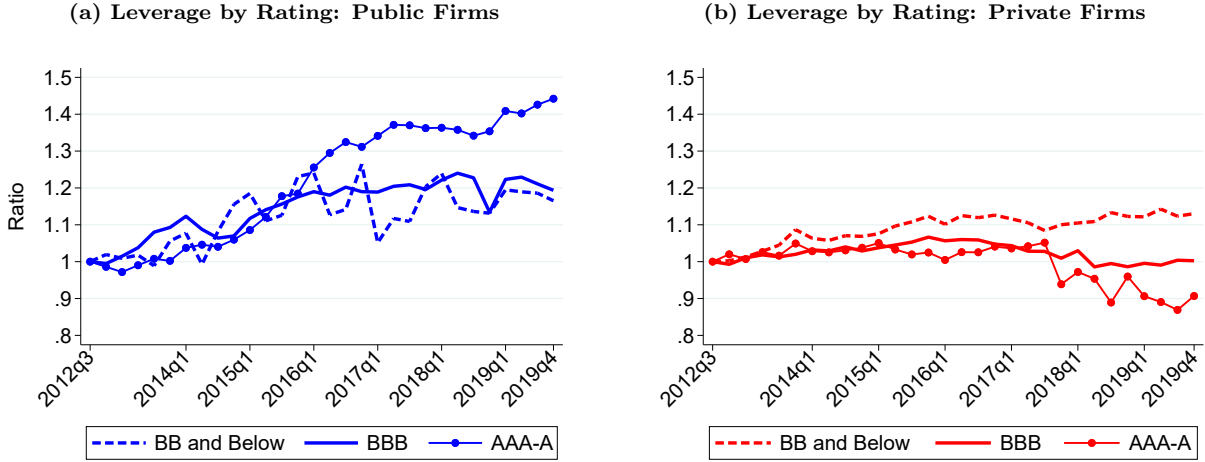 (a) Leverage by Rating: Public Firms
Ratio
1.5
1.4
1.3
1.2
1.1
1
.9
.8
2012q3
2014q1
2015q1
2016q1
2017q1
2018q1
2019q1
2019q4
BB and Below
BBB
AAA-A
(b) Leverage by Rating: Private Firms
1.5
1.4
1.3
1.2
1.1
1
.9
.8
2012q3
2014q1
2015q1
2016q1
2017q1
2018q1
2019q1
2019q4
BB and Below
BBB
AAA-A